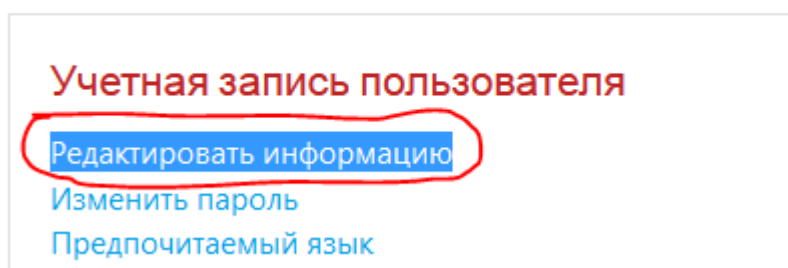 Учетная запись пользователя
Редактировать информацию
Изменить пароль
Предпочитаемый язык